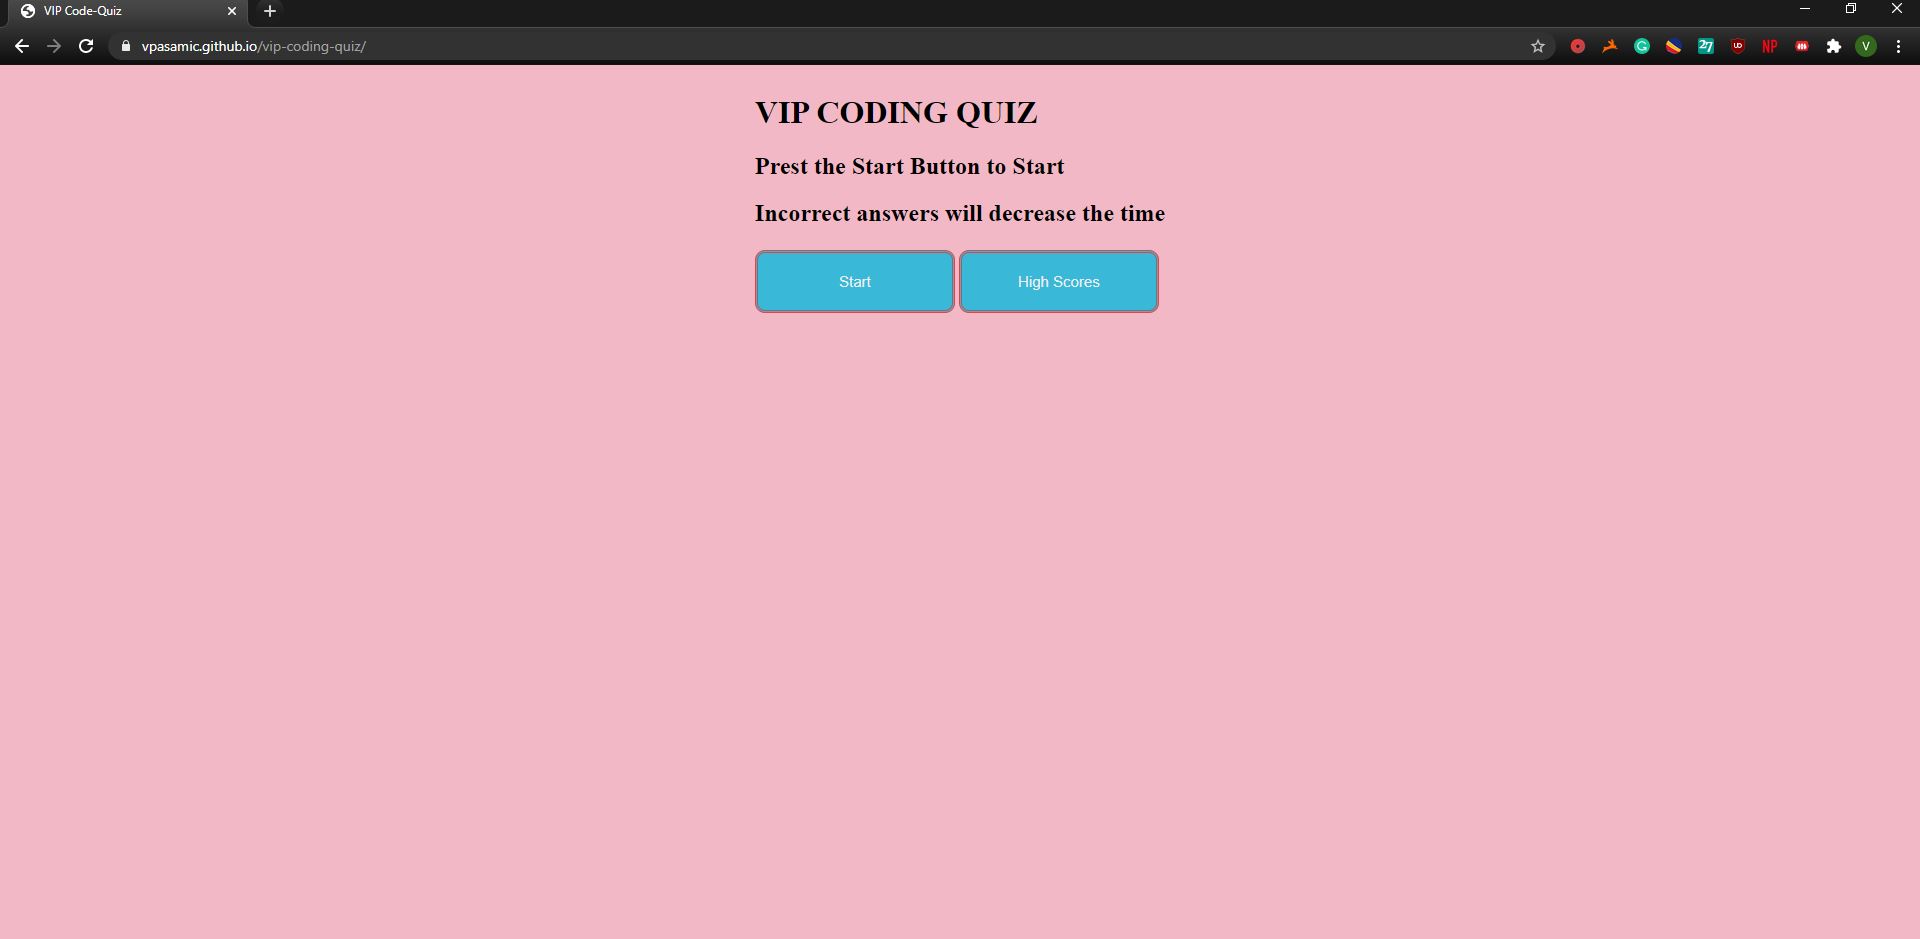 VIP Code-Quiz
vpasamic.github.io/vip-coding-quiz/
27
UD
NP
V
VIP CODING QUIZ
Prest the Start Button to Start
Incorrect answers will decrease the time
Start
High Scores